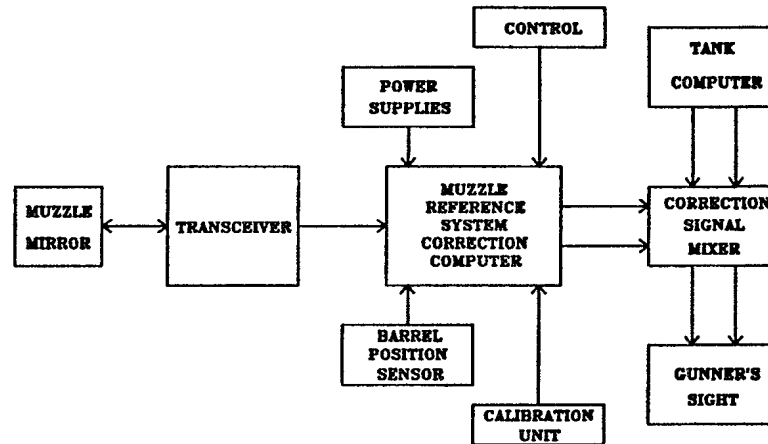 CONTROL
TANK
COMPUTER
POWER
SUPPLIES
MUZZLE
MIRROR
TRANSCEIVER
MUZZLE
REFERENCE
SYSTEM
CORRECTION
COMPUTER
CORRECTION
SIGNAL
MIXER
BARREL
POSITION
SENSOR
GUNNER'S
SIGHT
CALIBRATION
UNIT